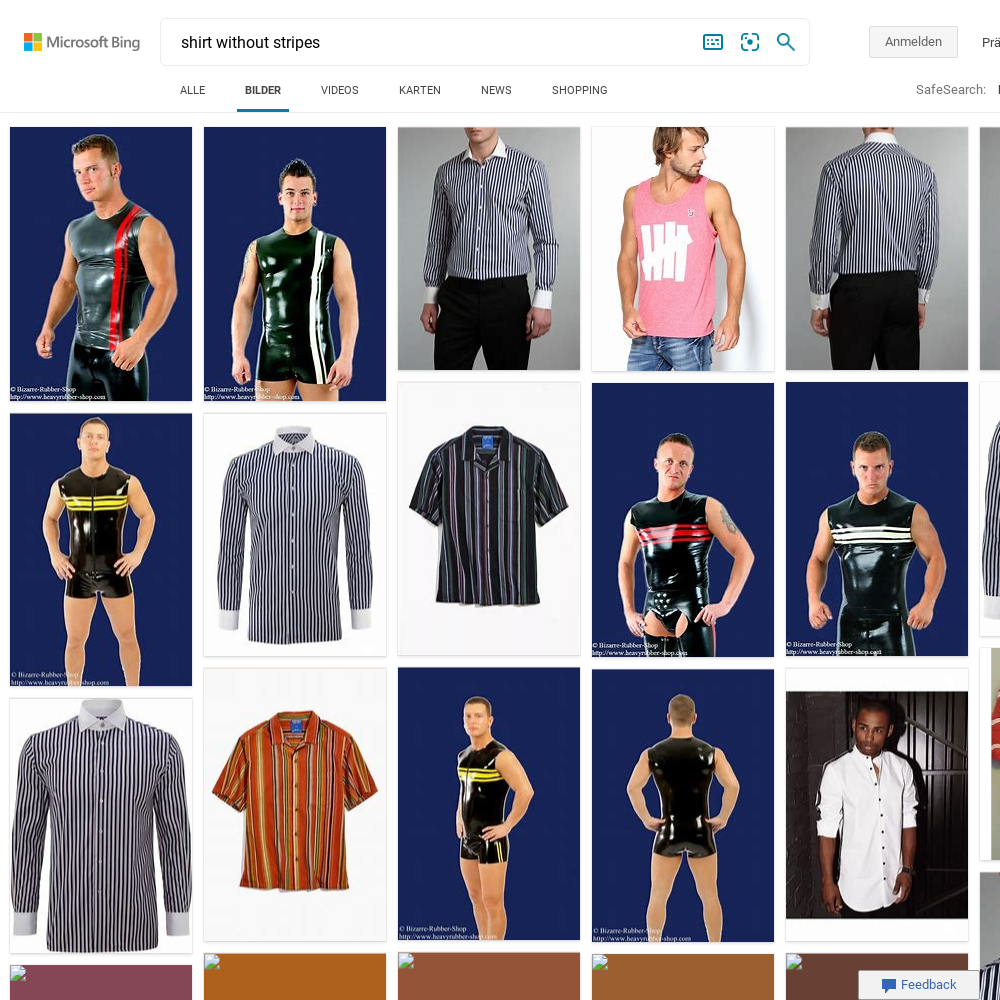 Microsoft Bing
shirt without stripes
Anmelden
Prä
ALLE
BILDER
VIDEOS
KARTEN
NEWS
SHOPPING
SafeSearch:
© Bizarre-Rubber-Shop
http://www.heavyrubber-shop.com
© Bizarre-Rubber-Shop
http://www.heavyrubber-shop.com
© Bizarre-Rubber-Shop
http://www.heavyrubber-shop.com
© Bizarre-Rubber-Shop
http://www.heavyrubber-shop.com
© Bizarre-Rubber-Shop
http://www.heavyrubber-shop.com
© Bizarre-Rubber-Shop
http://www.heavyrubber-shop.com
© Bizarre-Rubber-Shop
http://www.heavyrubber-shop.com
Feedback